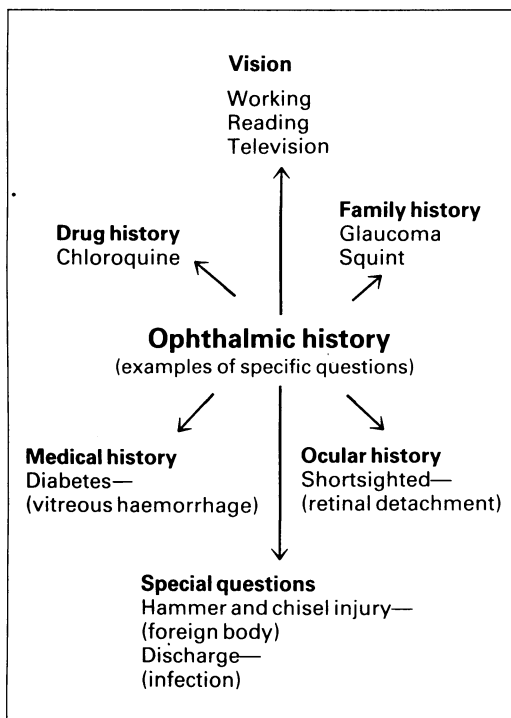 Vision
Working
Reading
Television
Family history
Glaucoma
Squint
Drug history
Chloroquine
Ophthalmic history
(examples of specific questions)
Medical history
Diabetes—
(vitreous haemorrhage)
Ocular history
Shortsighted—
(retinal detachment)
Special questions
Hammer and chisel injury—
(foreign body)
Discharge—
(infection)